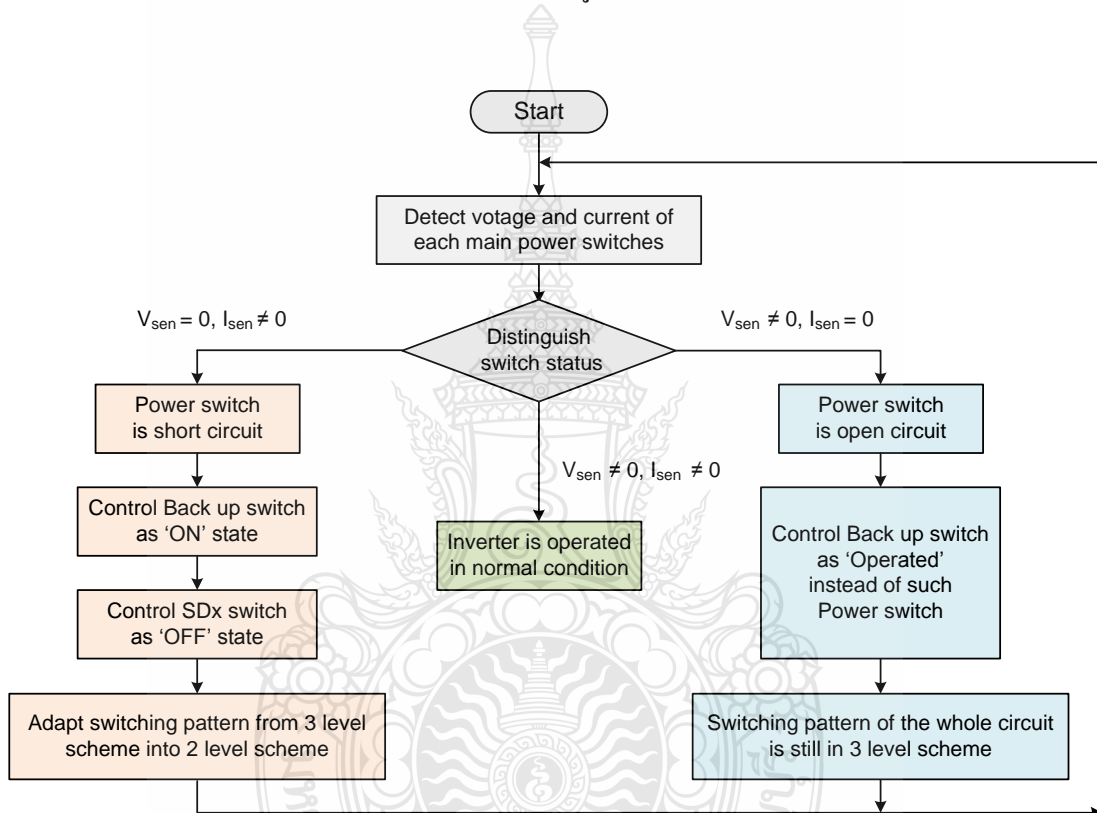 Start
Detect votage and current of
each main power switches
Distinguish
switch status
V_sen = 0, I_sen ≠ 0
V_sen ≠ 0, I_sen = 0
V_sen ≠ 0, I_sen ≠ 0
Power switch
is short circuit
Control Back up switch
as ‘ON’ state
Control SDx switch
as ‘OFF’ state
Adapt switching pattern from 3 level
scheme into 2 level scheme
Inverter is operated
in normal condition
Power switch
is open circuit
Control Back up switch
as ‘Operated’
instead of such
Power switch
Switching pattern of the whole circuit
is still in 3 level scheme